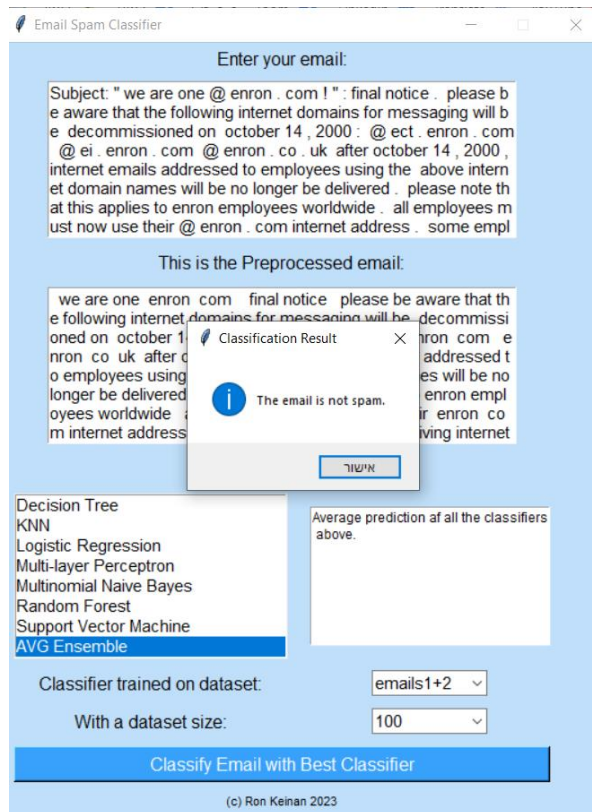 Email Spam Classifier
Enter your email:
Subject: " we are one @ enron . com ! " : final notice . please b
e aware that the following internet domains for messaging will b
e decommissioned on october 14 , 2000 : @ ect . enron . com
@ ei . enron . com @ enron . co . uk after october 14 , 2000 ,
internet emails addressed to employees using the above intern
et domain names will be no longer be delivered . please note th
at this applies to enron employees worldwide . all employees m
ust now use their @ enron . com internet address . some empl
This is the Preprocessed email:
we are one enron com final notice please be aware that th
e following internet domains for messaging will be decommissi
oned on october 1
nron com e
nron co uk after
addressed t
o employees using
es will be no
longer be delivered
enron empl
oyees worldwide
ir enron co
m internet address
iving internet
Classification Result
The email is not spam.
אישור
Decision Tree
KNN
Logistic Regression
Multi-layer Perceptron
Multinomial Naive Bayes
Random Forest
Support Vector Machine
AVG Ensemble
Average prediction af all the classifiers
above.
Classifier trained on dataset:
emails1+2
With a dataset size:
100
Classify Email with Best Classifier
(c) Ron Keinan 2023